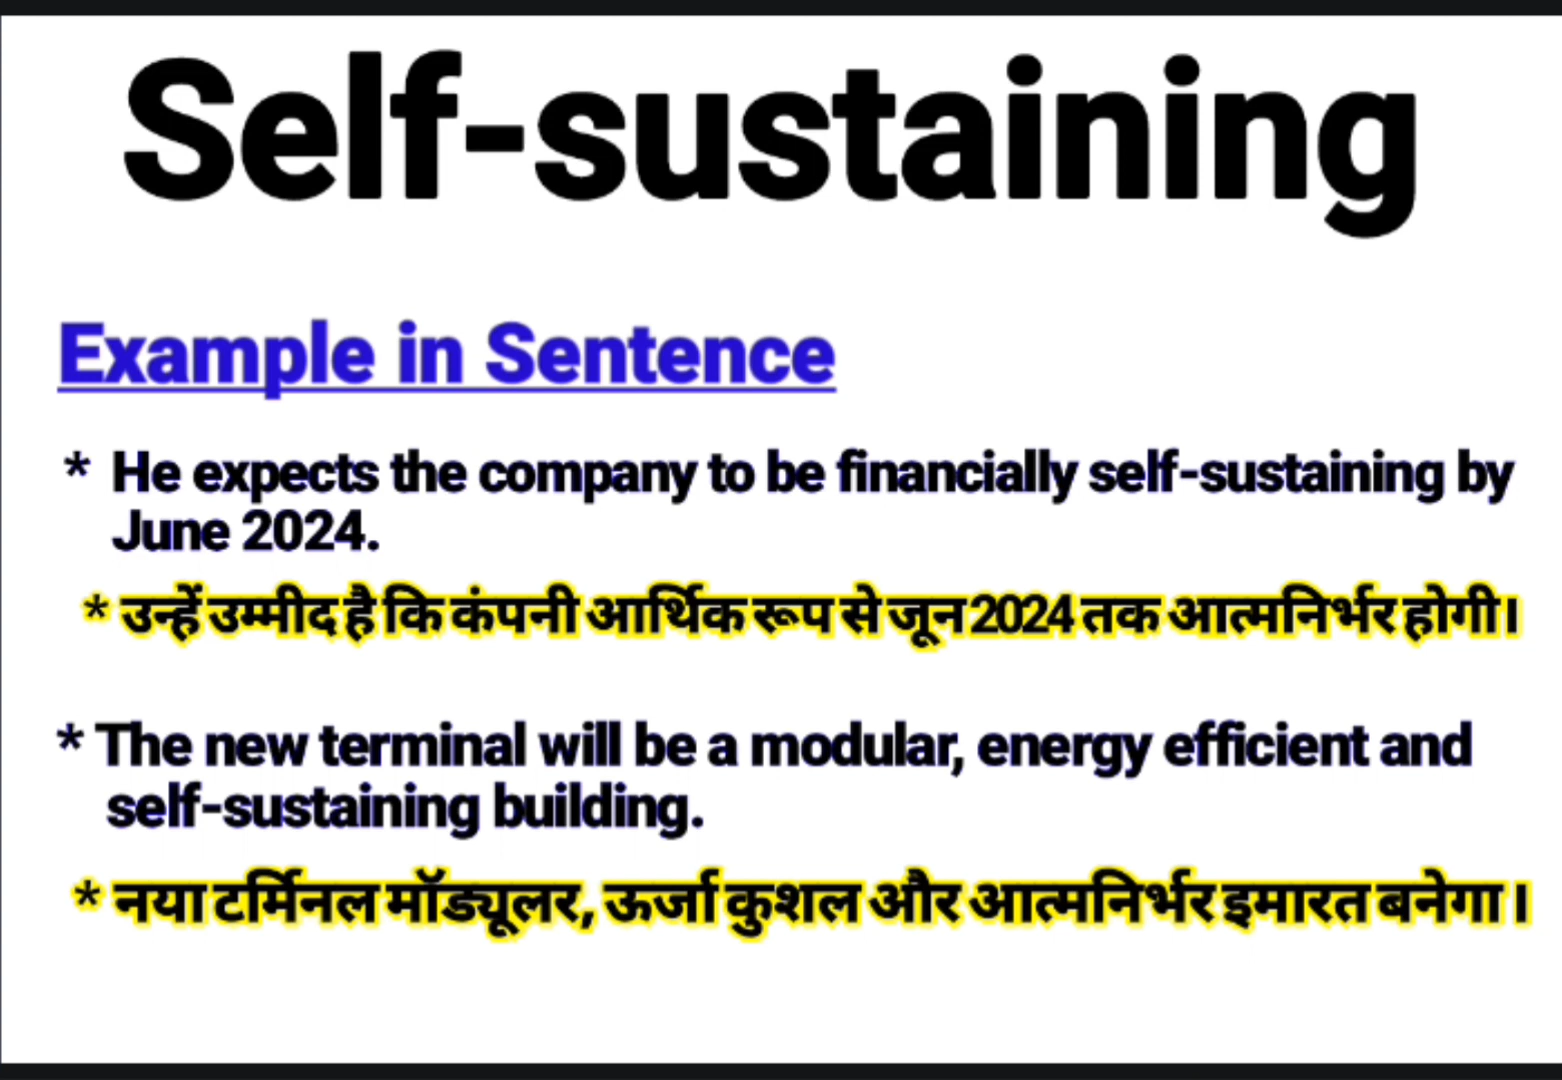 Self-sustaining
Example in Sentence
* He expects the company to be financially self-sustaining by
June 2024.
* उन्हें उम्मीद है कि कंपनी आर्थिक रूप से जून 2024 तक आत्मनिर्भर होगी।
* The new terminal will be a modular, energy efficient and
self-sustaining building.
* नया टर्मिनल मॉड्यूलर, ऊर्जा कुशल और आत्मनिर्भर इमारत बनेगा।